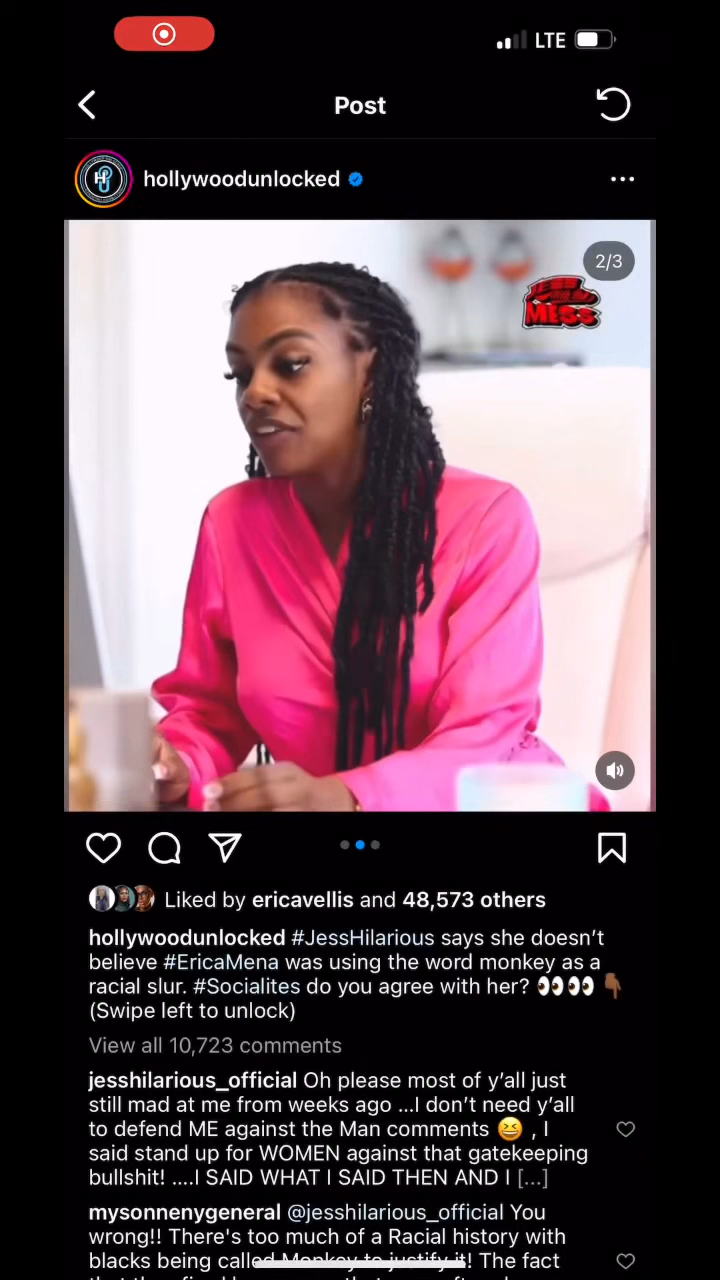 LTE
Post
hollywoodunlocked
2/3
JESS
MESS
Liked by ericavellis and 48,573 others
hollywoodunlocked #JessHilarious says she doesn’t
believe #EricaMena was using the word monkey as a
racial slur. #Socialites do you agree with her? 👀👀👇🏾
(Swipe left to unlock)
View all 10,723 comments
jesshilarious_official Oh please most of y’all just
still mad at me from weeks ago ...I don’t need y’all
to defend ME against the Man comments 😆 , I
said stand up for WOMEN against that gatekeeping
bullshit! ....I SAID WHAT I SAID THEN AND I [...]
mysonnenygeneral @jesshilarious_official You
wrong!! There's too much of a Racial history with
blacks being called Monkey to justify it! The fact